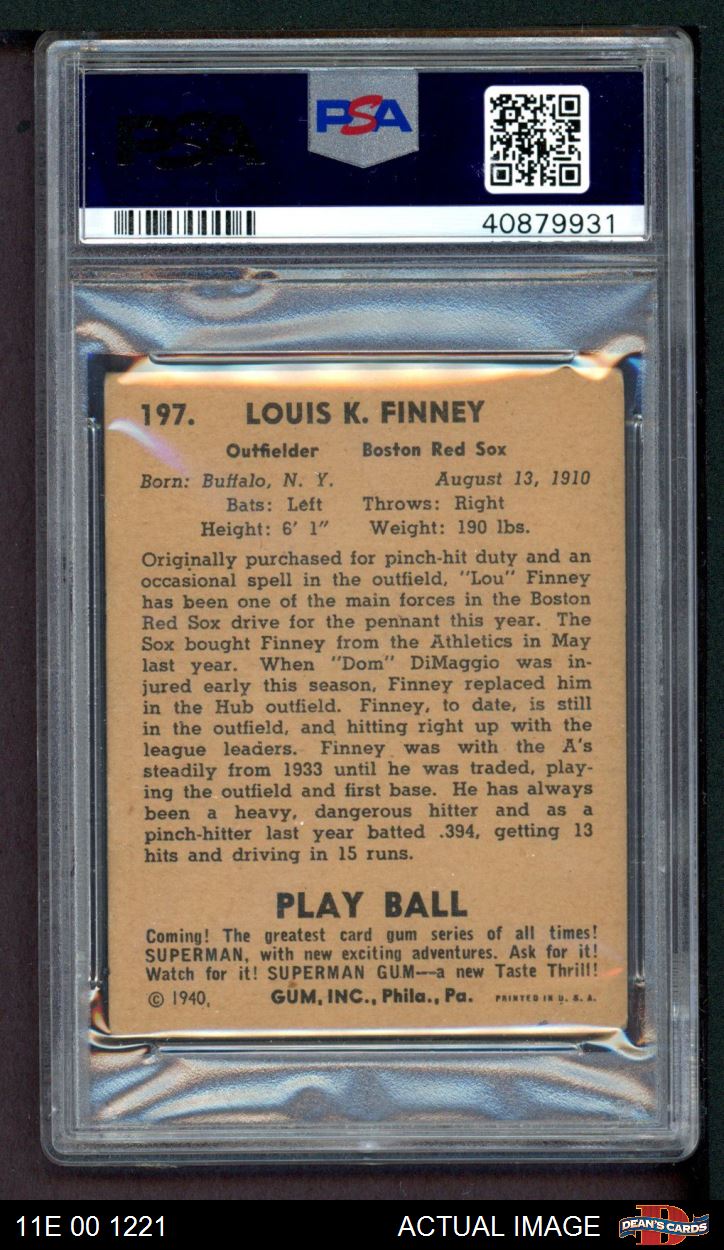 PSA
PSA
40879931
197. LOUIS K. FINNEY
Outfielder Boston Red Sox
Born: Buffalo, N. Y. August 13, 1910
Bats: Left Throws: Right
Height: 6' 1" Weight: 190 lbs.
Originally purchased for pinch-hit duty and an
occasional spell in the outfield, "Lou" Finney
has been one of the main forces in the Boston
Red Sox drive for the pennant this year. The
Sox bought Finney from the Athletics in May
last year. When "Dom" DiMaggio was in-
jured early this season, Finney replaced him
in the Hub outfield. Finney, to date, is still
in the outfield, and hitting right up with the
league leaders. Finney was with the A's
steadily from 1933 until he was traded, play-
ing the outfield and first base. He has always
been a heavy, dangerous hitter and as a
pinch-hitter last year batted .394, getting 13
hits and driving in 15 runs.
PLAY BALL
Coming! The greatest card gum series of all times!
SUPERMAN, with new exciting adventures. Ask for it!
Watch for it! SUPERMAN GUM—a new Taste Thrill!
© 1940, GUM, INC., Phila., Pa. PRINTED IN U. S. A.
11E 00 1221 ACTUAL IMAGE DEAN'S CARDS